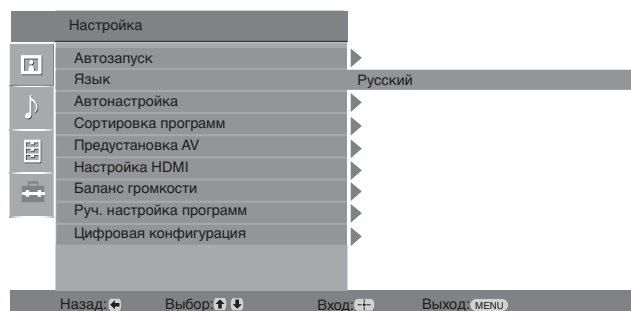 Настройка
Автозапуск
Язык Русский
Автонастройка
Сортировка программ
Предустановка AV
Настройка HDMI
Баланс громкости
Руч. настройка программ
Цифровая конфигурация
Назад: Выбор: Вход: Выход: MENU